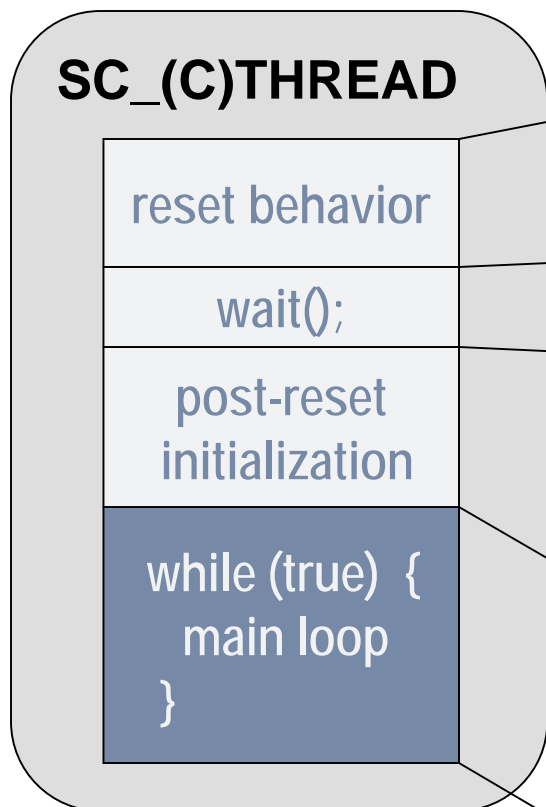 SC_(C)THREAD
reset behavior
wait();
post-reset
initialization
while (true) {
main loop
}